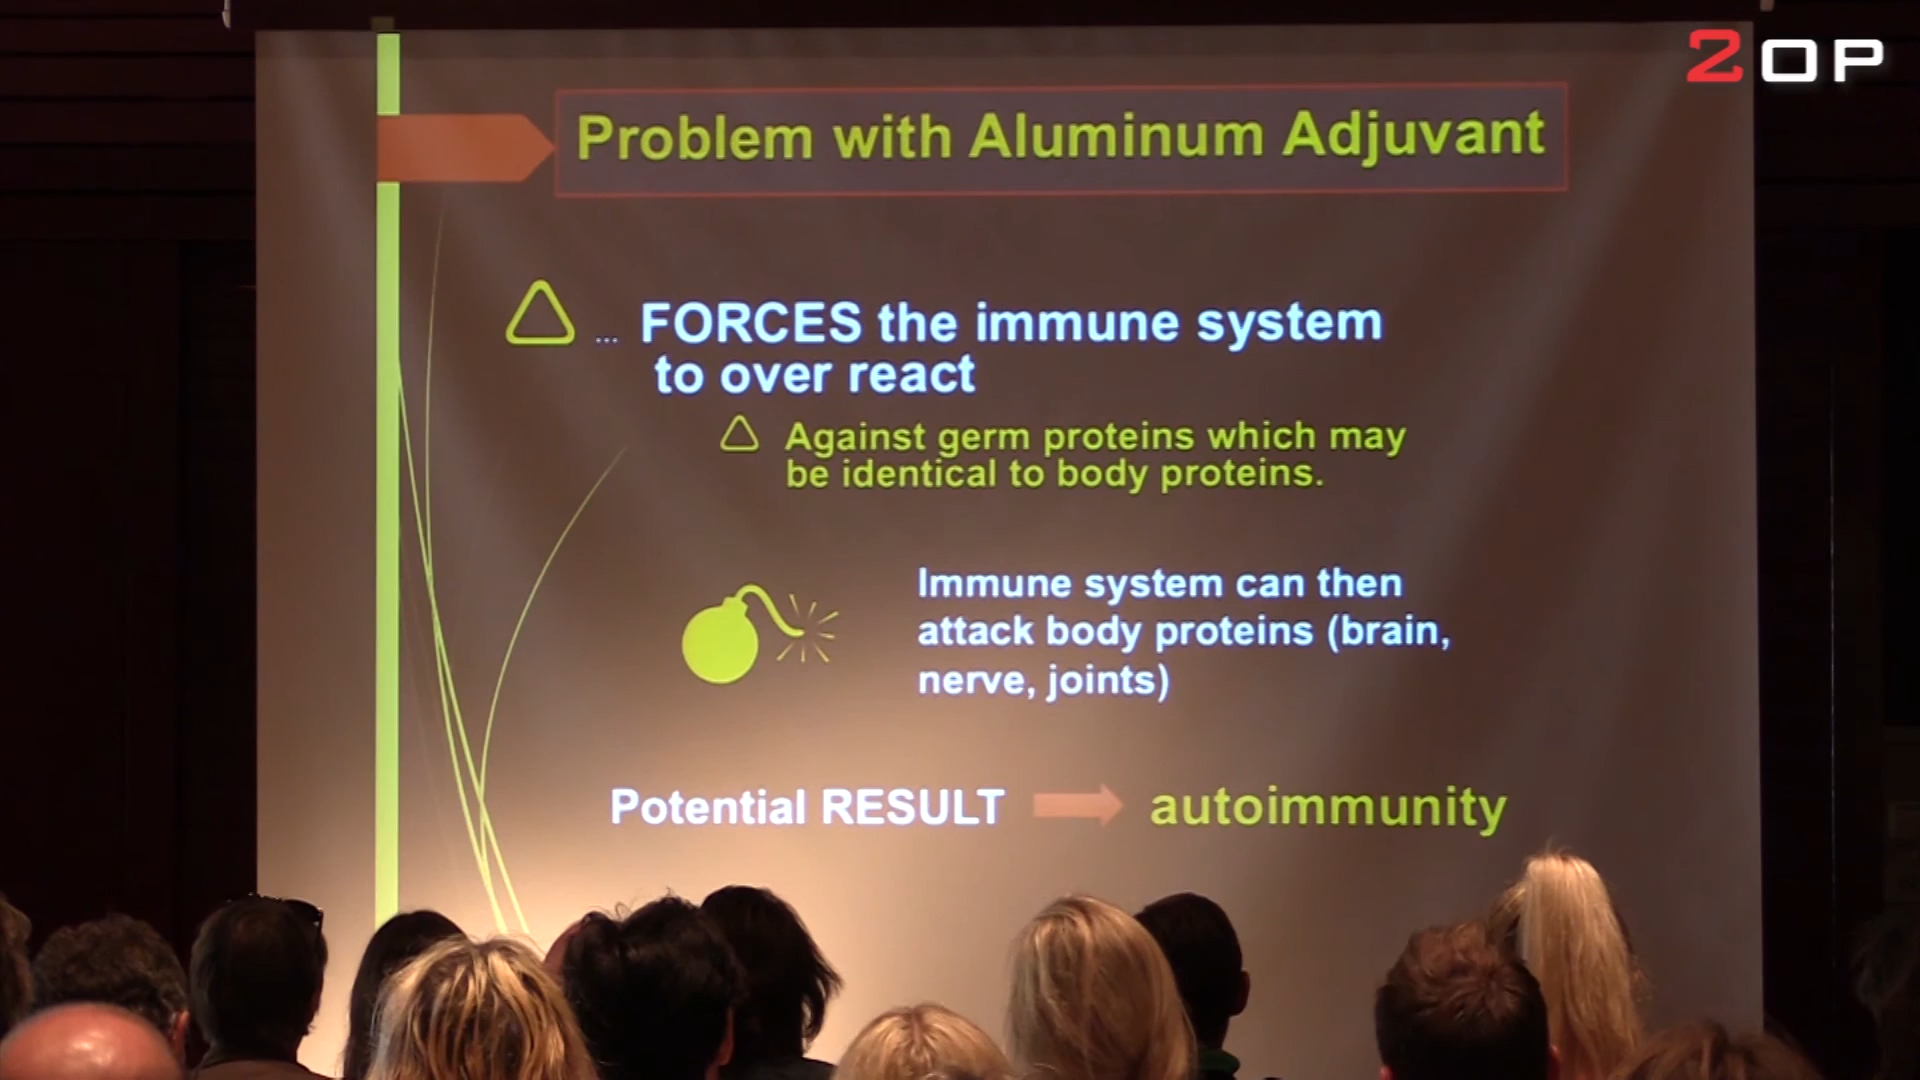 2OP
Problem with Aluminum Adjuvant
... FORCES the immune system
to over react
Against germ proteins which may
be identical to body proteins.
Immune system can then
attack body proteins (brain,
nerve, joints)
Potential RESULT
autoimmunity